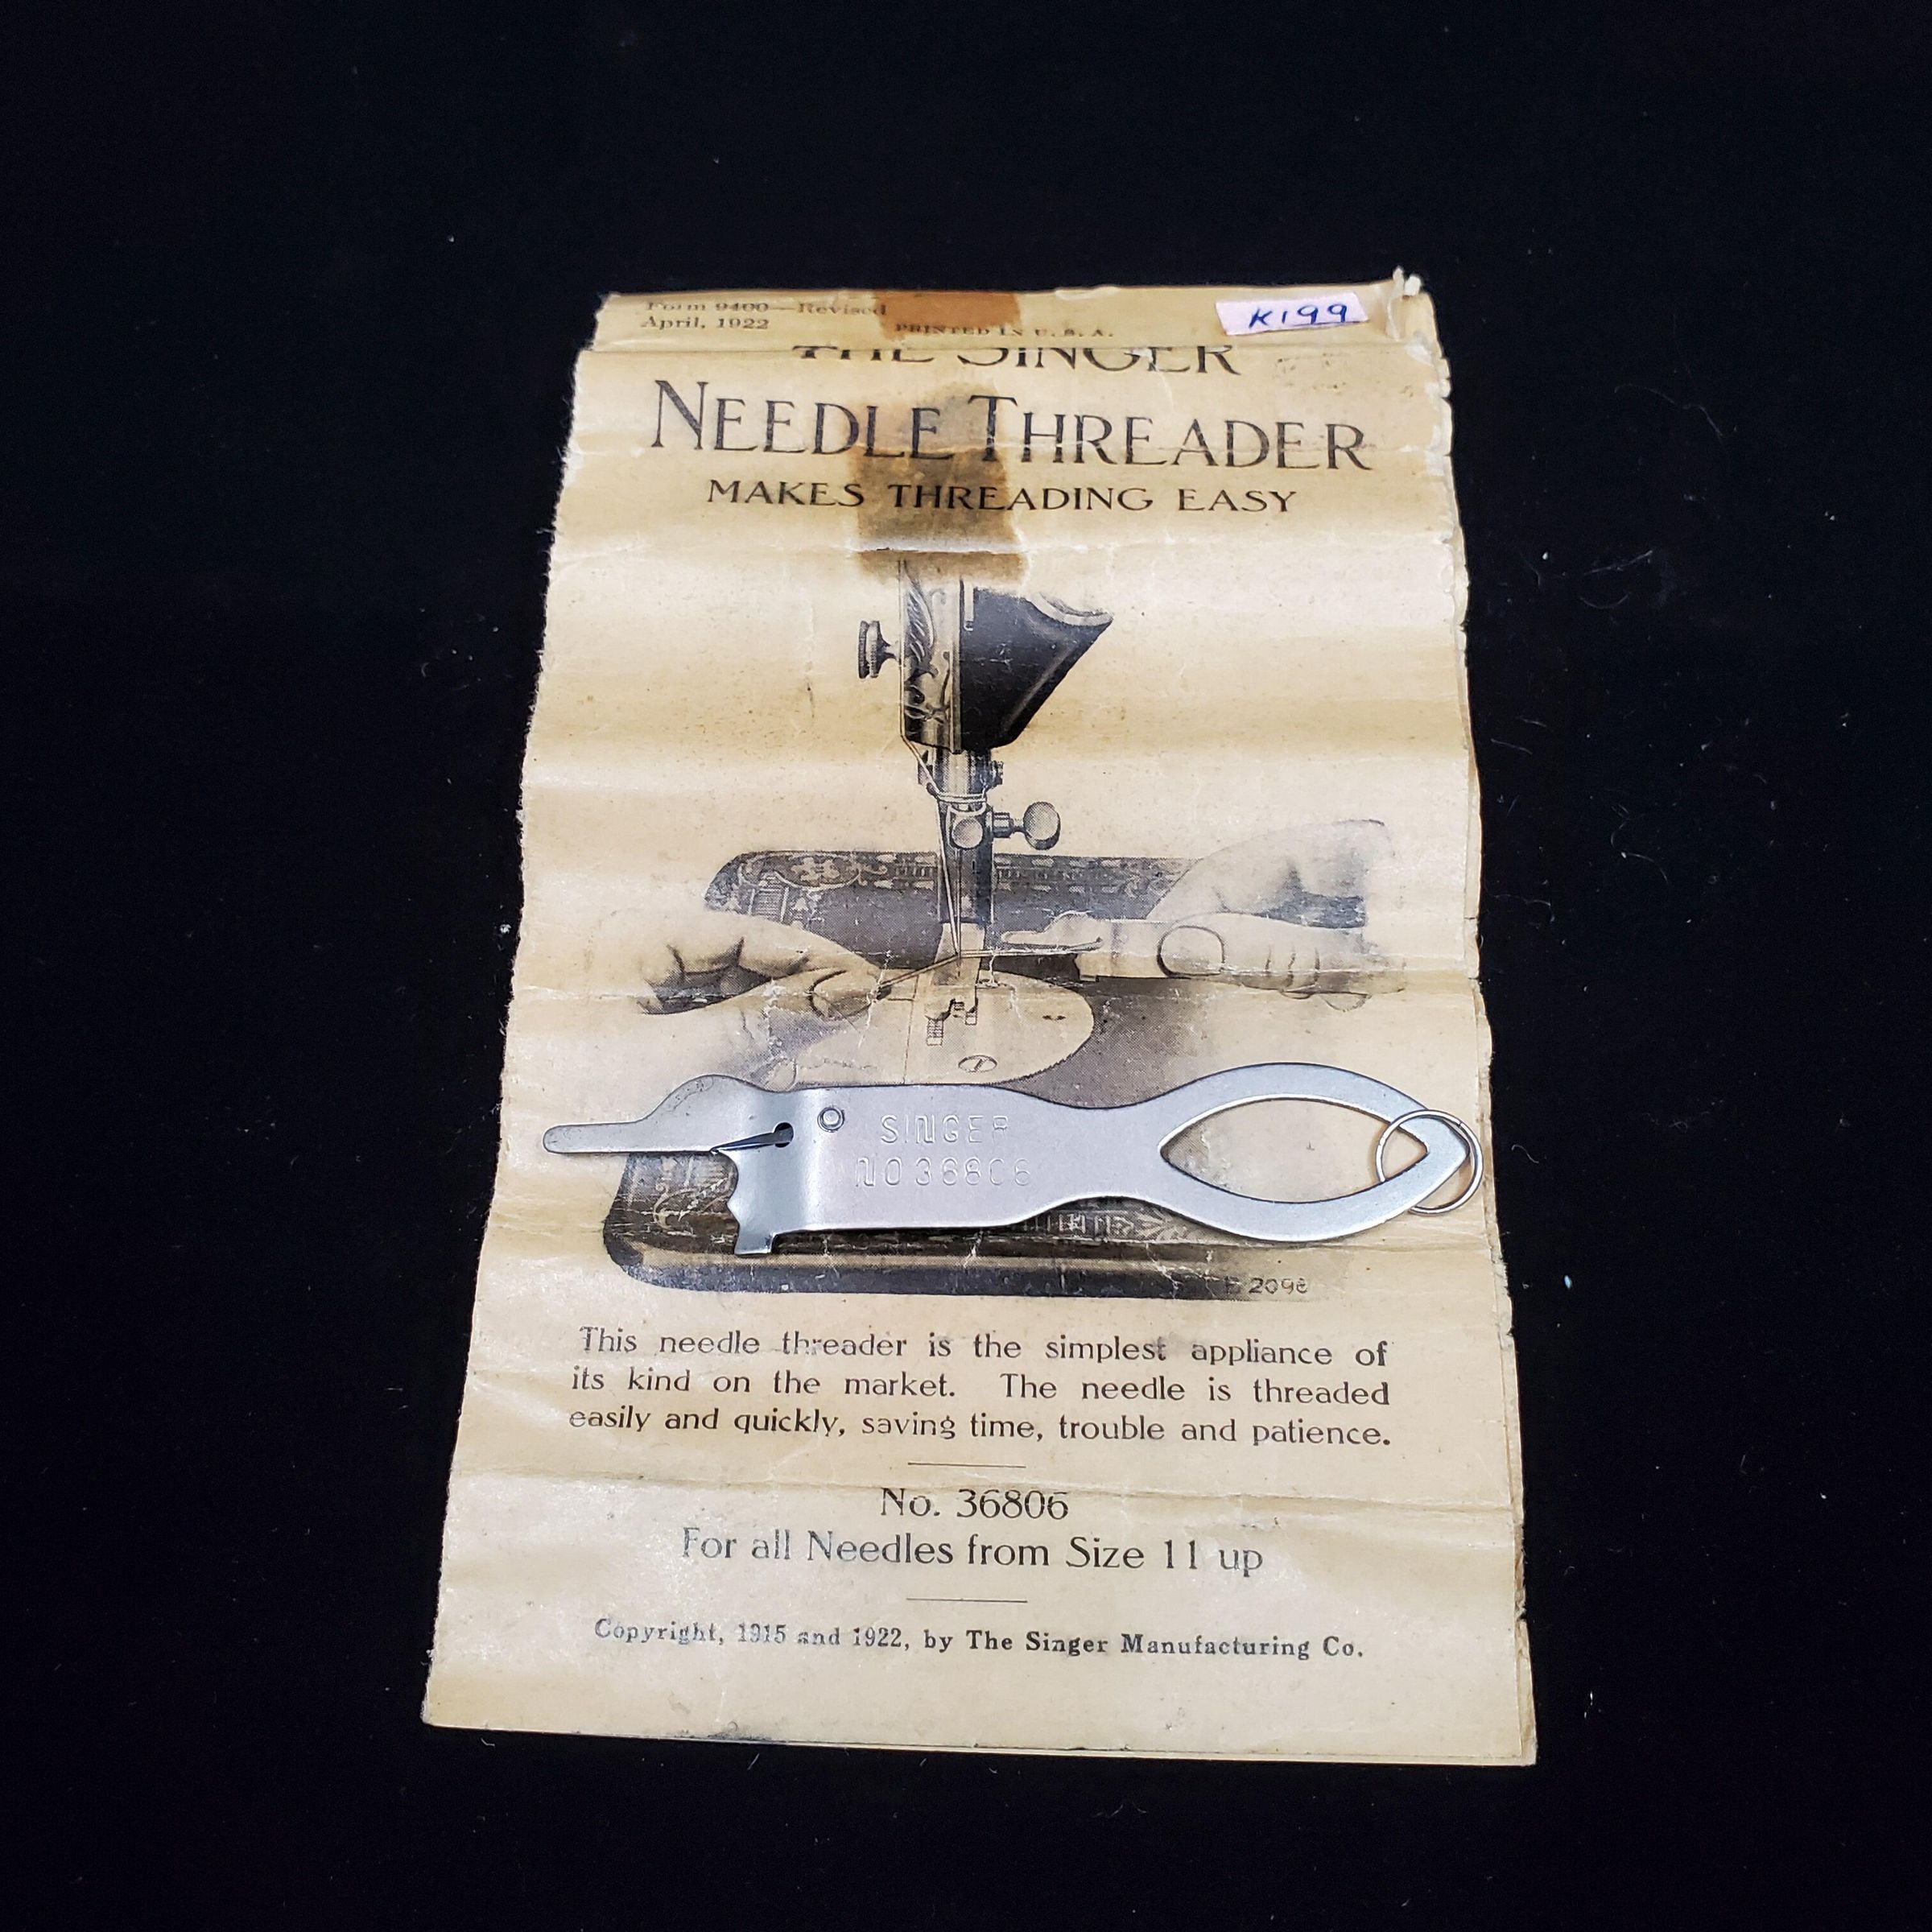 Form 9400—Revised
April, 1922
PRINTED IN U. S. A.
K199
THE SINGER
NEEDLE THREADER
MAKES THREADING EASY
SINGER
NO 36806
2098
This needle threader is the simplest appliance of
its kind on the market. The needle is threaded
easily and quickly, saving time, trouble and patience.
No. 36806
For all Needles from Size 11 up
Copyright, 1915 and 1922, by The Singer Manufacturing Co.